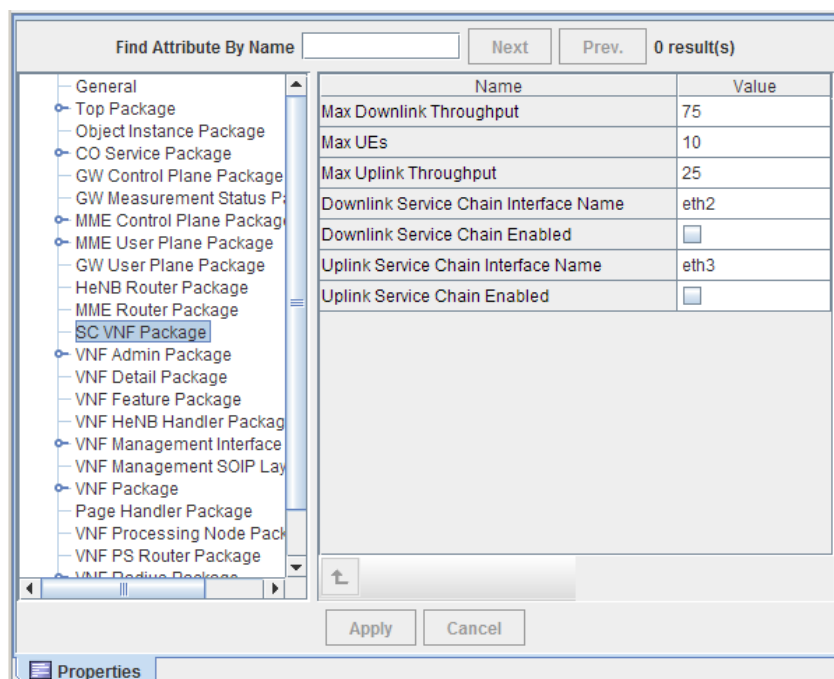 Find Attribute By Name Next Prev. 0 result(s)
General
Top Package
Object Instance Package
CO Service Package
GW Control Plane Package
GW Measurement Status Pa
MME Control Plane Package
MME User Plane Package
GW User Plane Package
HeNB Router Package
MME Router Package
SC VNF Package
VNF Admin Package
VNF Detail Package
VNF Feature Package
VNF HeNB Handler Packag
VNF Management Interface
VNF Management SOIP Lay
VNF Package
Page Handler Package
VNF Processing Node Pack
VNF PS Router Package
VNF Radius Package
Name Value
Max Downlink Throughput 75
Max UEs 10
Max Uplink Throughput 25
Downlink Service Chain Interface Name eth2
Downlink Service Chain Enabled
Uplink Service Chain Interface Name eth3
Uplink Service Chain Enabled
Apply Cancel
Properties